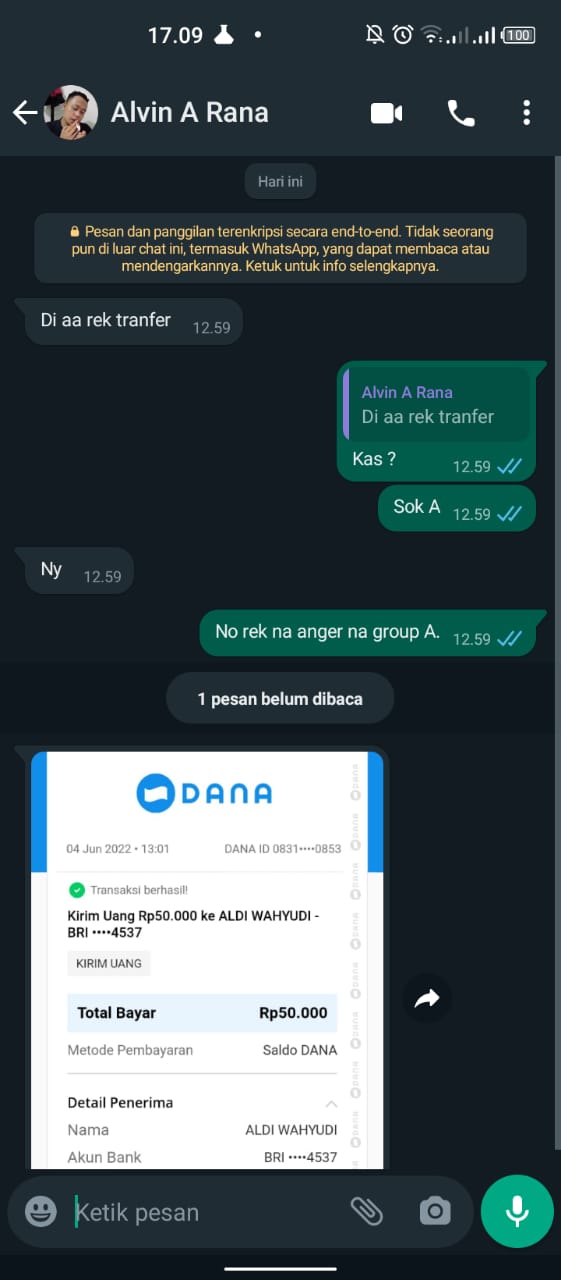 17.09
100
Alvin A Rana
Hari ini
Pesan dan panggilan terenkripsi secara end-to-end. Tidak seorang
pun di luar chat ini, termasuk WhatsApp, yang dapat membaca atau
mendengarkannya. Ketuk untuk info selengkapnya.
Di aa rek tranfer 12.59
Alvin A Rana
Di aa rek tranfer
Kas ? 12.59
Sok A 12.59
Ny 12.59
No rek na anger na group A. 12.59
1 pesan belum dibaca
DANA
04 Jun 2022 • 13:01 DANA ID 0831••••0853
Transaksi berhasil!
Kirim Uang Rp50.000 ke ALDI WAHYUDI -
BRI ••••4537
KIRIM UANG
Total Bayar Rp50.000
Metode Pembayaran Saldo DANA
Detail Penerima
Nama ALDI WAHYUDI
Akun Bank BRI ••••4537
Ketik pesan